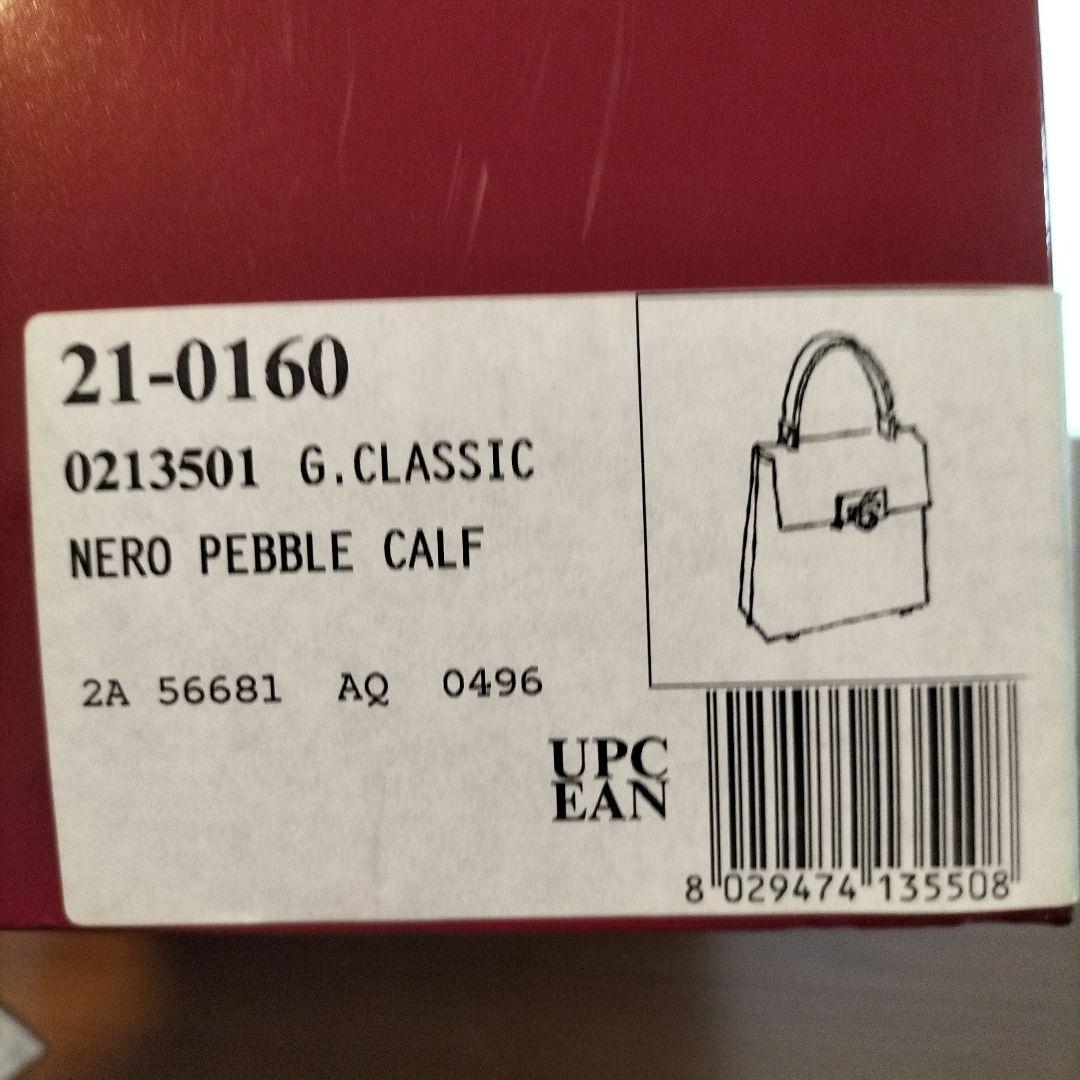 21-0160
0213501 G.CLASSIC
NERO PEBBLE CALF
2A 56681 AQ 0496
UPC
EAN
8 029474 135508